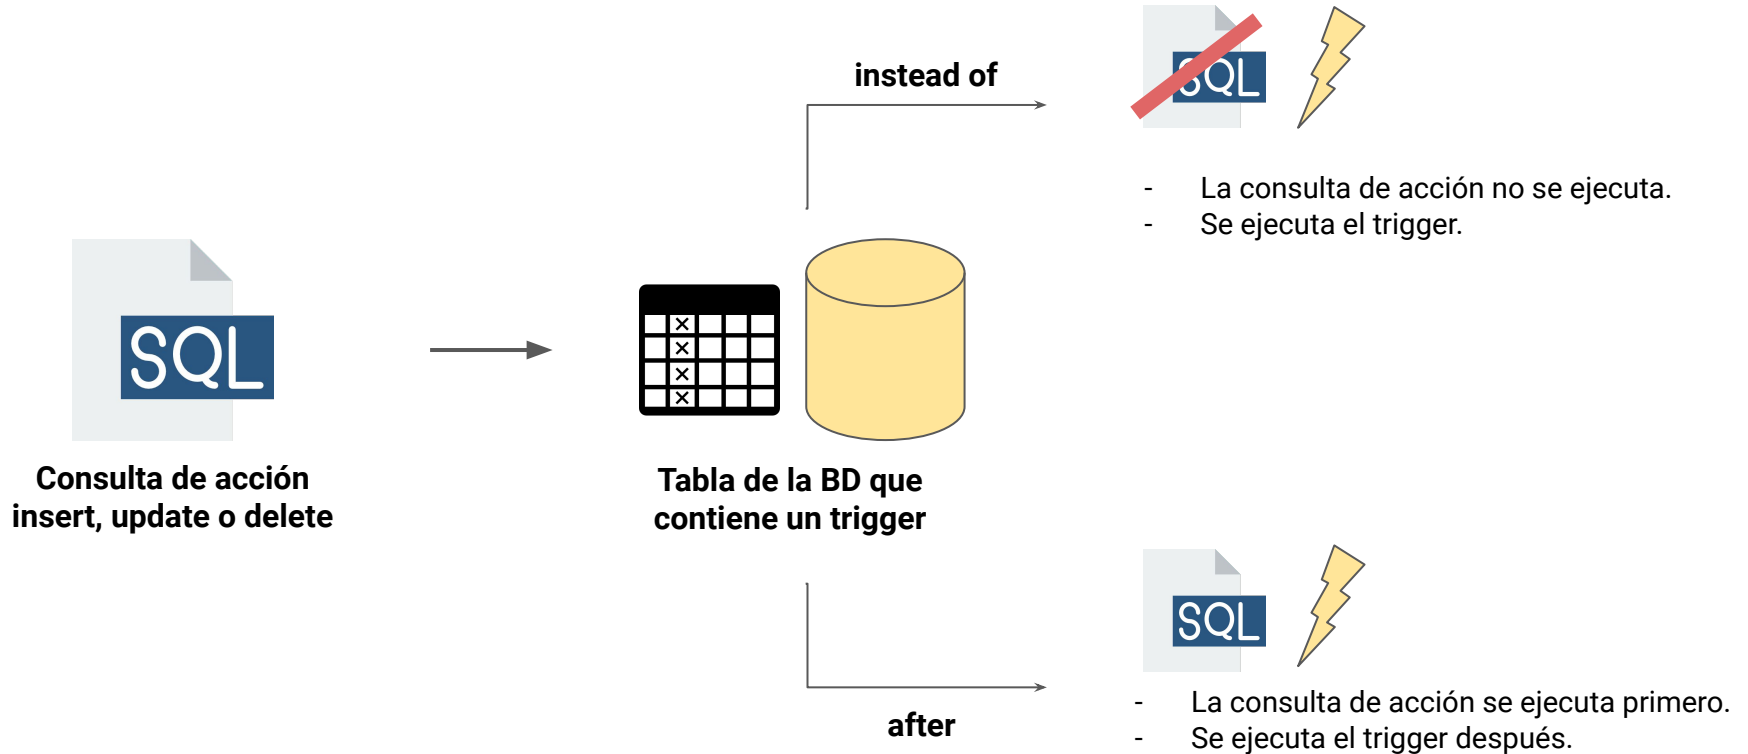 instead of
SQL
- La consulta de acción no se ejecuta.
- Se ejecuta el trigger.
SQL
Consulta de acción
insert, update o delete
Tabla de la BD que
contiene un trigger
after
SQL
- La consulta de acción se ejecuta primero.
- Se ejecuta el trigger después.